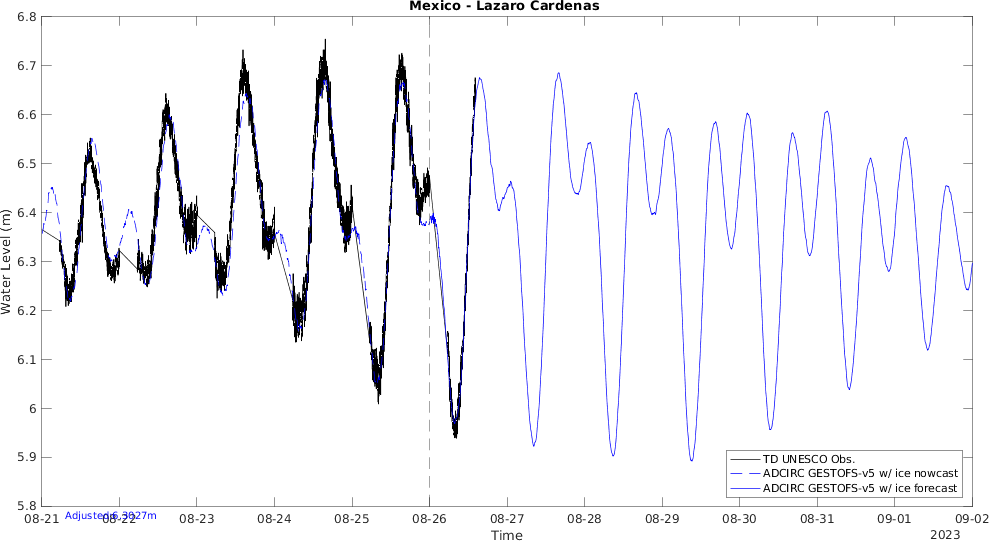 Mexico - Lazaro Cardenas
Water Level (m)
6.8
6.7
6.6
6.5
6.4
6.3
6.2
6.1
6
5.9
5.8
TD UNESCO Obs.
ADCIRC GESTOFS-v5 w/ ice nowcast
ADCIRC GESTOFS-v5 w/ ice forecast
08-21 08-22 08-23 08-24 08-25 08-26 08-27 08-28 08-29 08-30 08-31 09-01 09-02
Adjusted 6.3927m
Time
2023